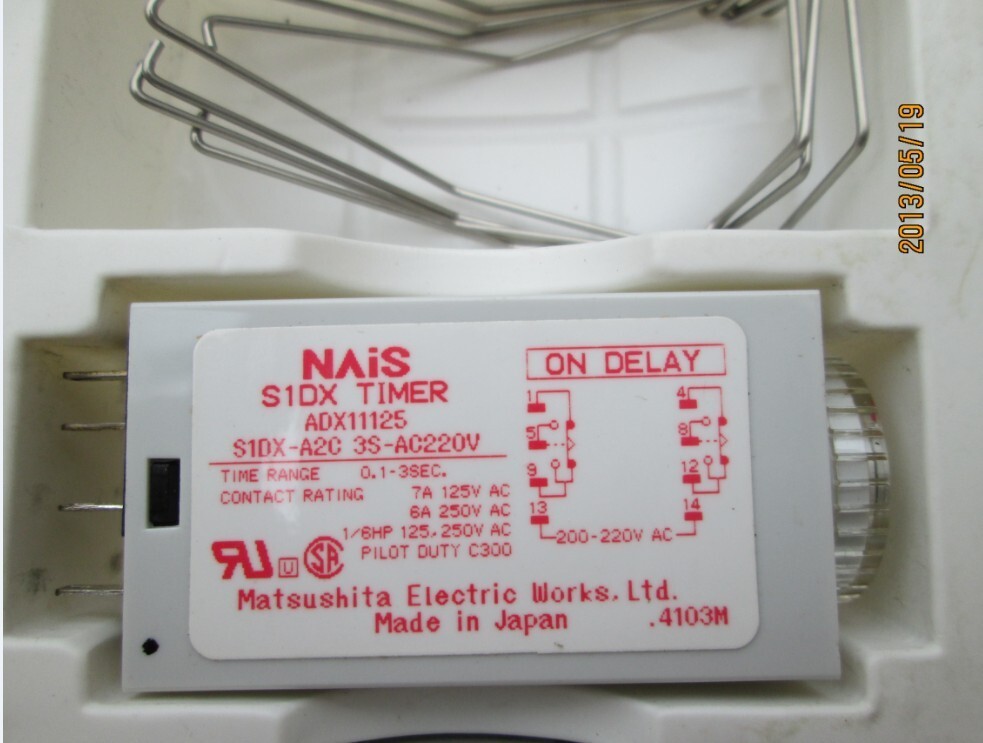 2013/05/19
NAiS
S1DX TIMER
ADX11125
S1DX-A2C 3S-AC220V
TIME RANGE 0.1-3SEC.
CONTACT RATING 7A 125V AC
6A 250V AC
1/6HP 125,250V AC
PILOT DUTY C300
ON DELAY
1 4
5 8
9 12
13 14
200-220V AC
RU U SA
Matsushita Electric Works, Ltd.
Made in Japan .4103M